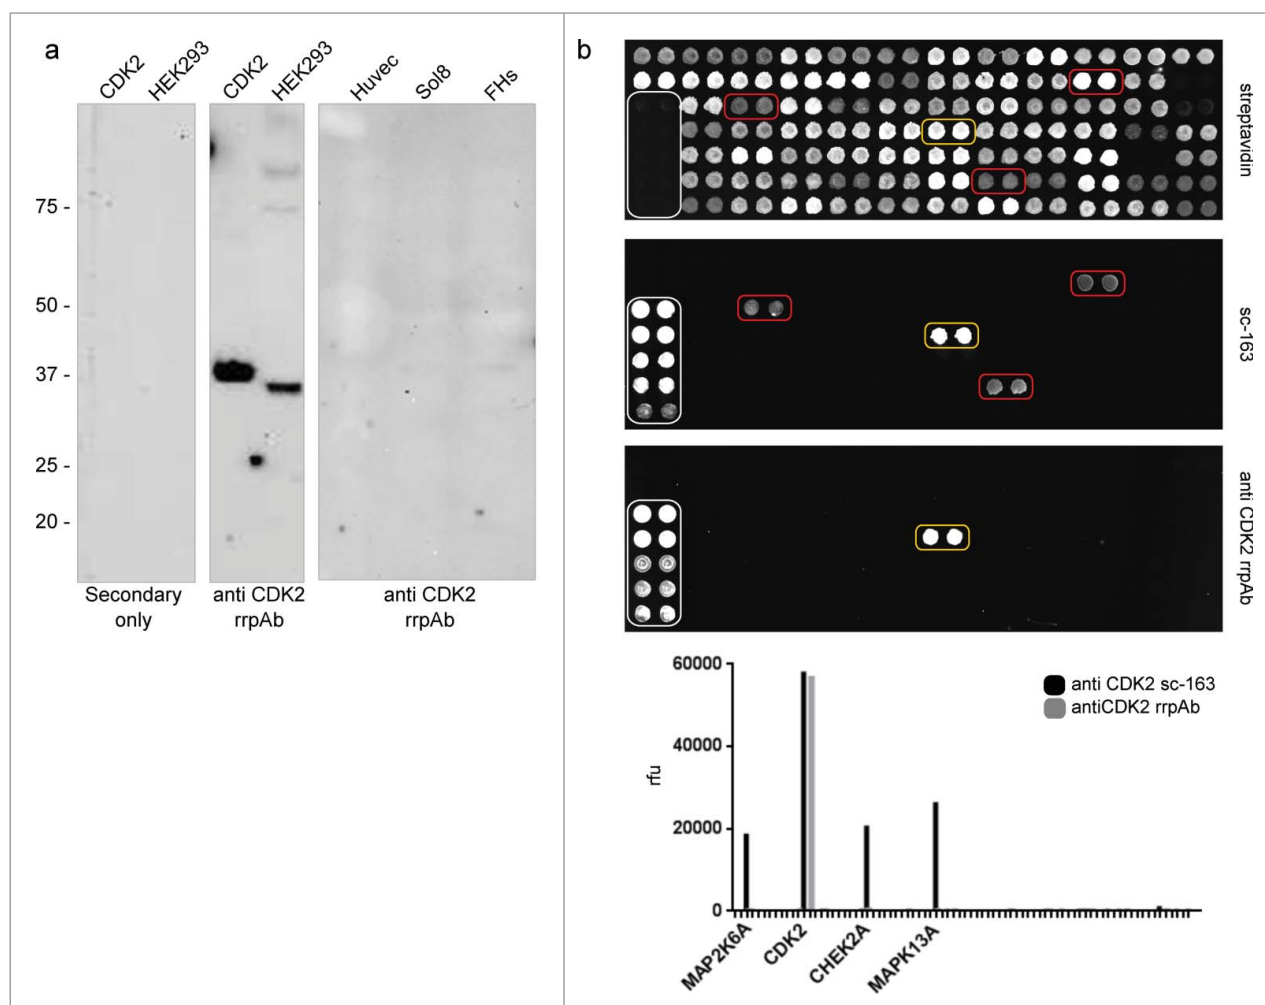 a
CDK2
HEK293
CDK2
HEK293
Huvec
Sol8
FHs
75 -
50 -
37 -
25 -
20 -
Secondary
only
anti CDK2
rrpAb
anti CDK2
rrpAb
b
streptavidin
sc-163
anti CDK2 rrpAb
60000
40000
20000
0
rfu
anti CDK2 sc-163
antiCDK2 rrpAb
MAP2K6A
CDK2
CHEK2A
MAPK13A